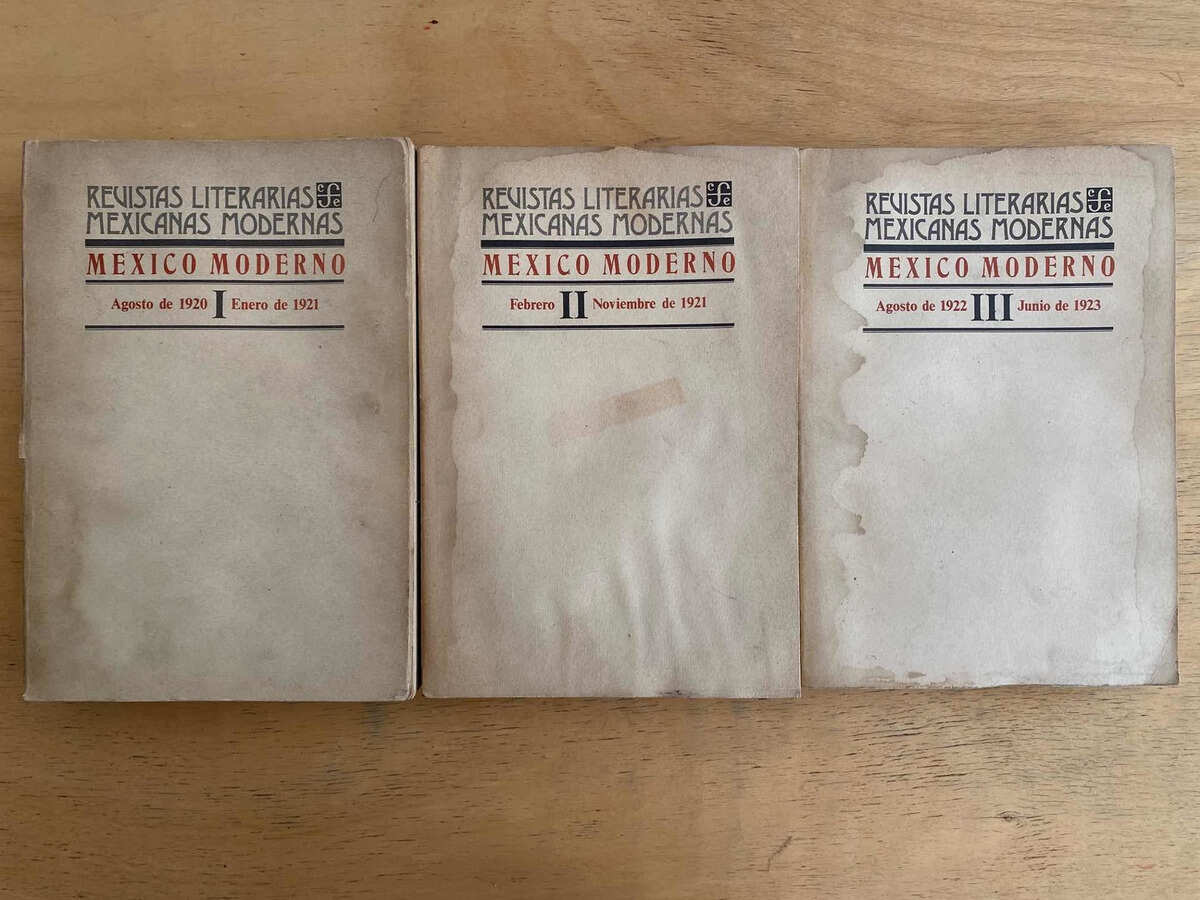 REVISTAS LITERARIAS
MEXICANAS MODERNAS
MEXICO MODERNO
Agosto de 1920 I Enero de 1921
REVISTAS LITERARIAS
MEXICANAS MODERNAS
MEXICO MODERNO
Febrero II Noviembre de 1921
REVISTAS LITERARIAS
MEXICANAS MODERNAS
MEXICO MODERNO
Agosto de 1922 III Junio de 1923